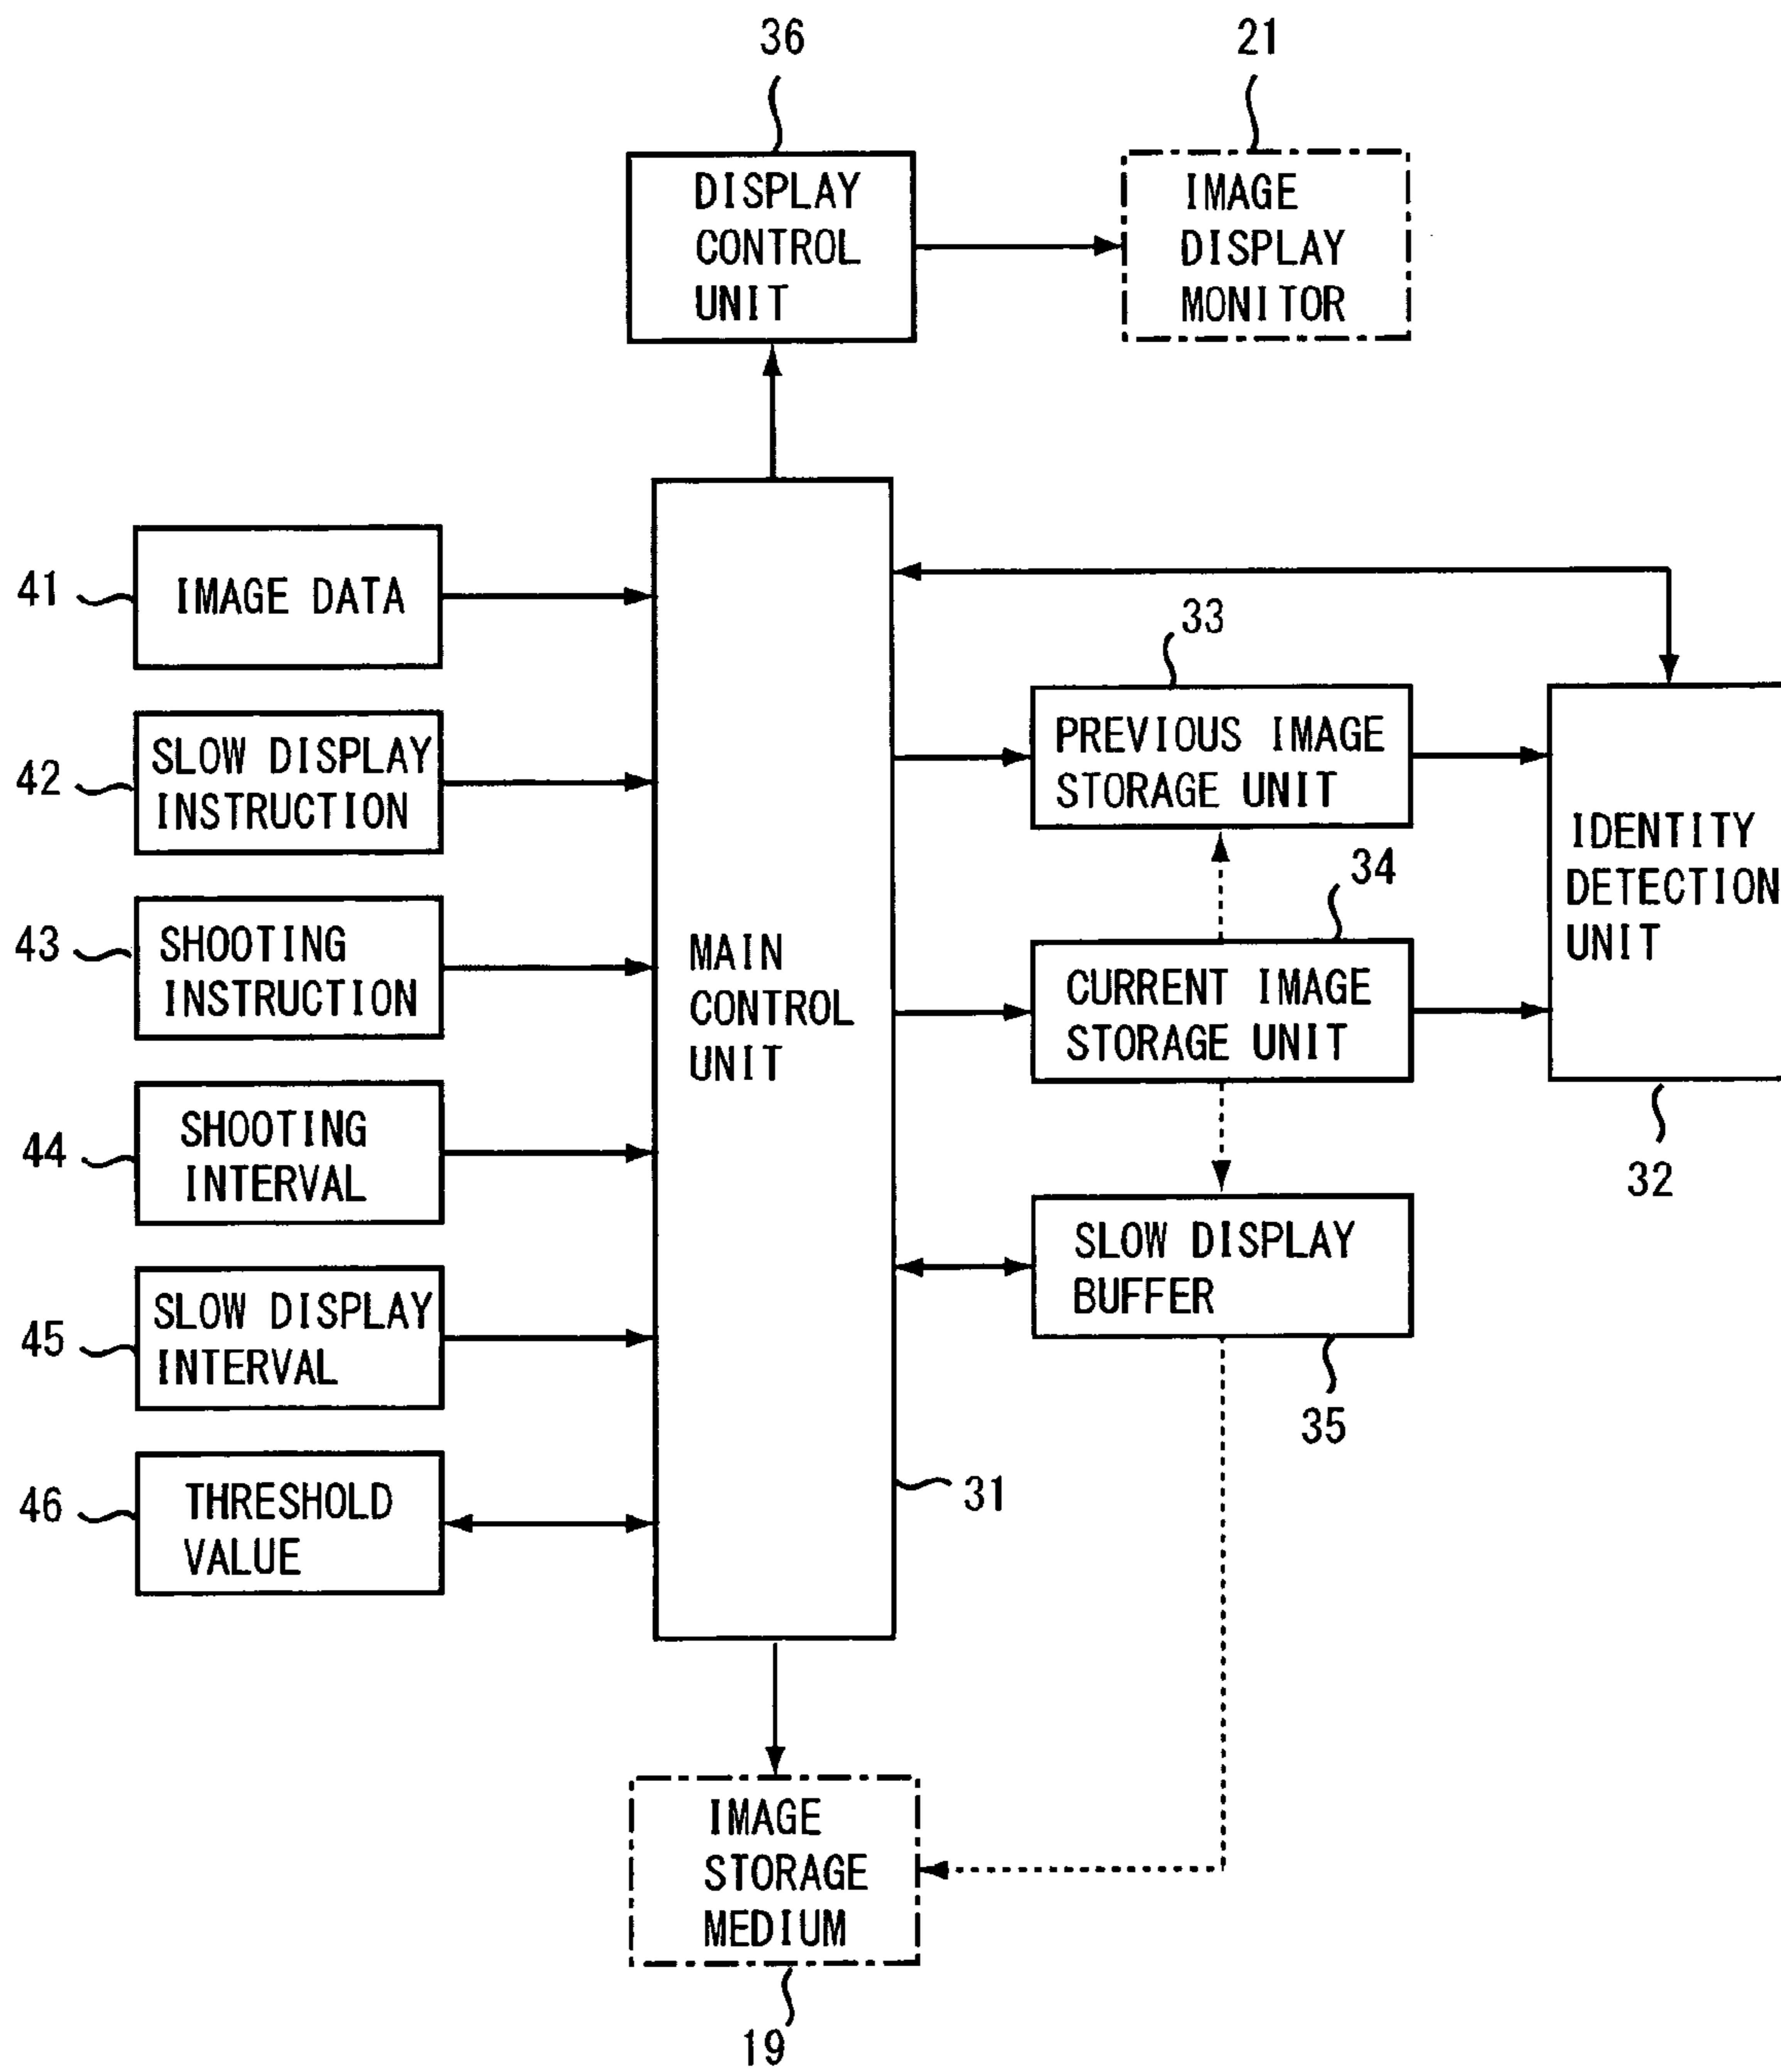 36
21
DISPLAY
CONTROL
UNIT
IMAGE
DISPLAY
MONITOR
41
IMAGE DATA
42
SLOW DISPLAY
INSTRUCTION
43
SHOOTING
INSTRUCTION
44
SHOOTING
INTERVAL
45
SLOW DISPLAY
INTERVAL
46
THRESHOLD
VALUE
MAIN
CONTROL
UNIT
31
33
PREVIOUS IMAGE
STORAGE UNIT
34
CURRENT IMAGE
STORAGE UNIT
SLOW DISPLAY
BUFFER
35
IDENTITY
DETECTION
UNIT
32
IMAGE
STORAGE
MEDIUM
19